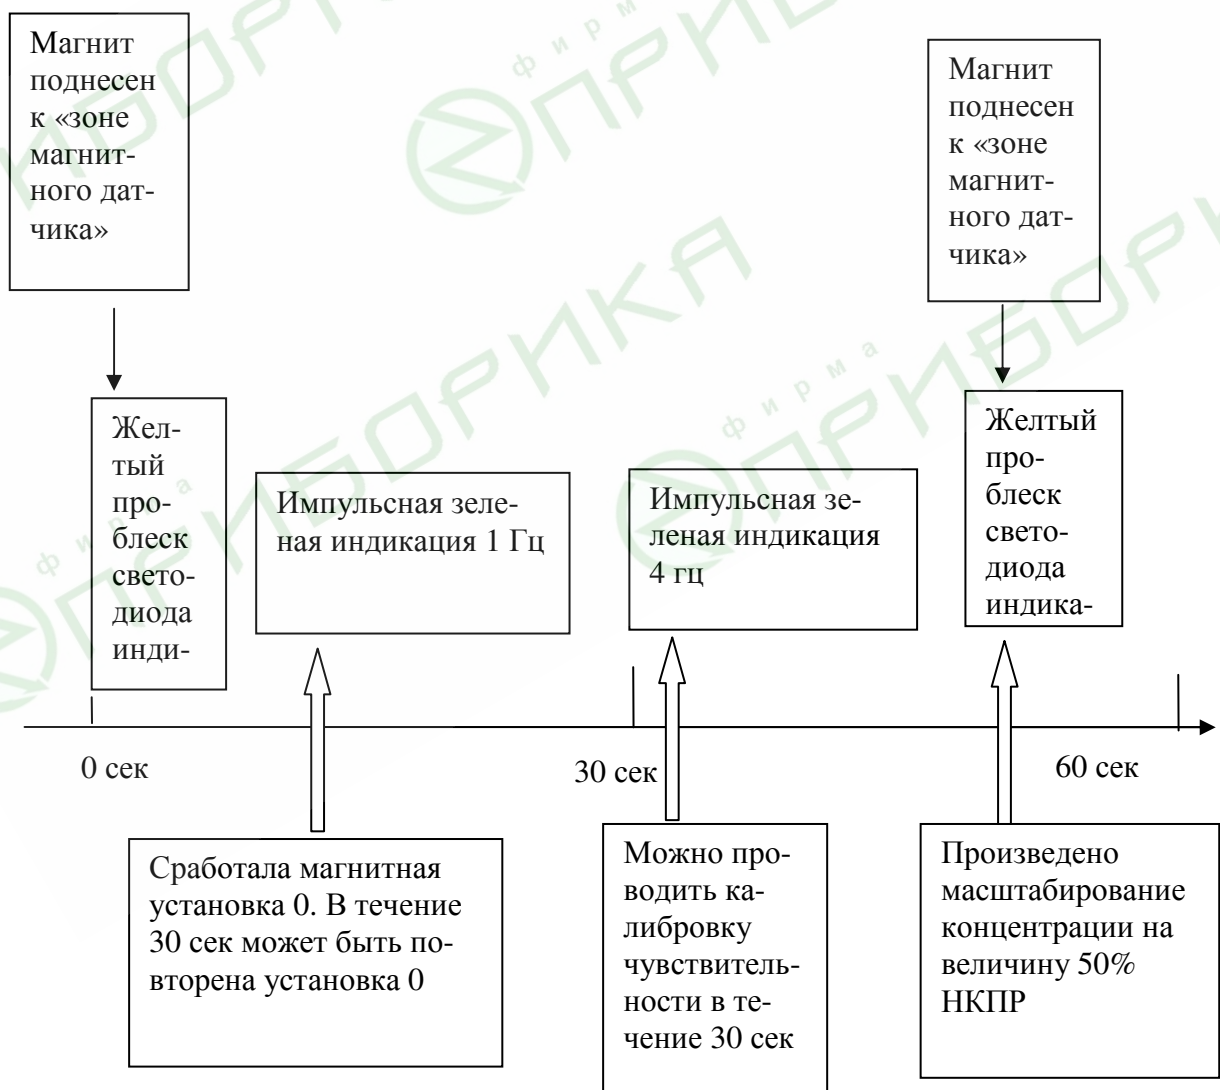 Магнит
поднесен
к «зоне
магнит-
ного дат-
чика»
Магнит
поднесен
к «зоне
магнит-
ного дат-
чика»
Жел-
тый
про-
блеск
свето-
диода
инди-
Импульсная зеле-
ная индикация 1 Гц
Импульсная зе-
леная индикация
4 гц
Желтый
про-
блеск
свето-
диода
индика-
0 сек
30 сек
60 сек
Сработала магнитная
установка 0. В течение
30 сек может быть по-
вторена установка 0
Можно про-
водить ка-
либровку
чувствитель-
ности в те-
чение 30 сек
Произведено
масштабирование
концентрации на
величину 50%
НКПР
фирма
ПРИБОРИКА
фирма
ПРИБОРИКА